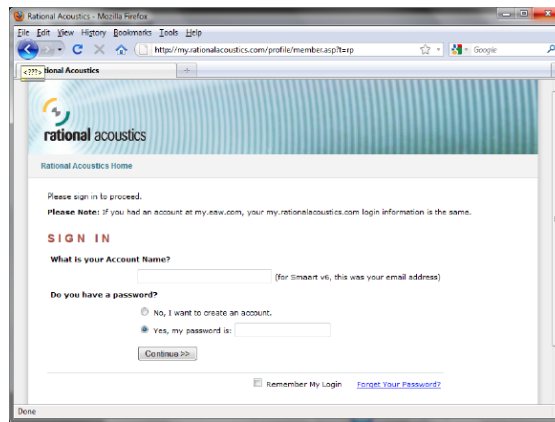 Rational Acoustics - Mozilla Firefox
File Edit View History Bookmarks Tools Help
http://my.rationalacoustics.com/profile/member.asp?t=rp
Google
<???>
tional Acoustics
rational acoustics
Rational Acoustics Home
Please sign in to proceed.
Please Note: If you had an account at my.eaw.com, your my.rationalacoustics.com login information is the same.
SIGN IN
What is your Account Name?
(for Smaart v6, this was your email address)
Do you have a password?
No, I want to create an account.
Yes, my password is:
Continue >>
Remember My Login Forget Your Password?
Done